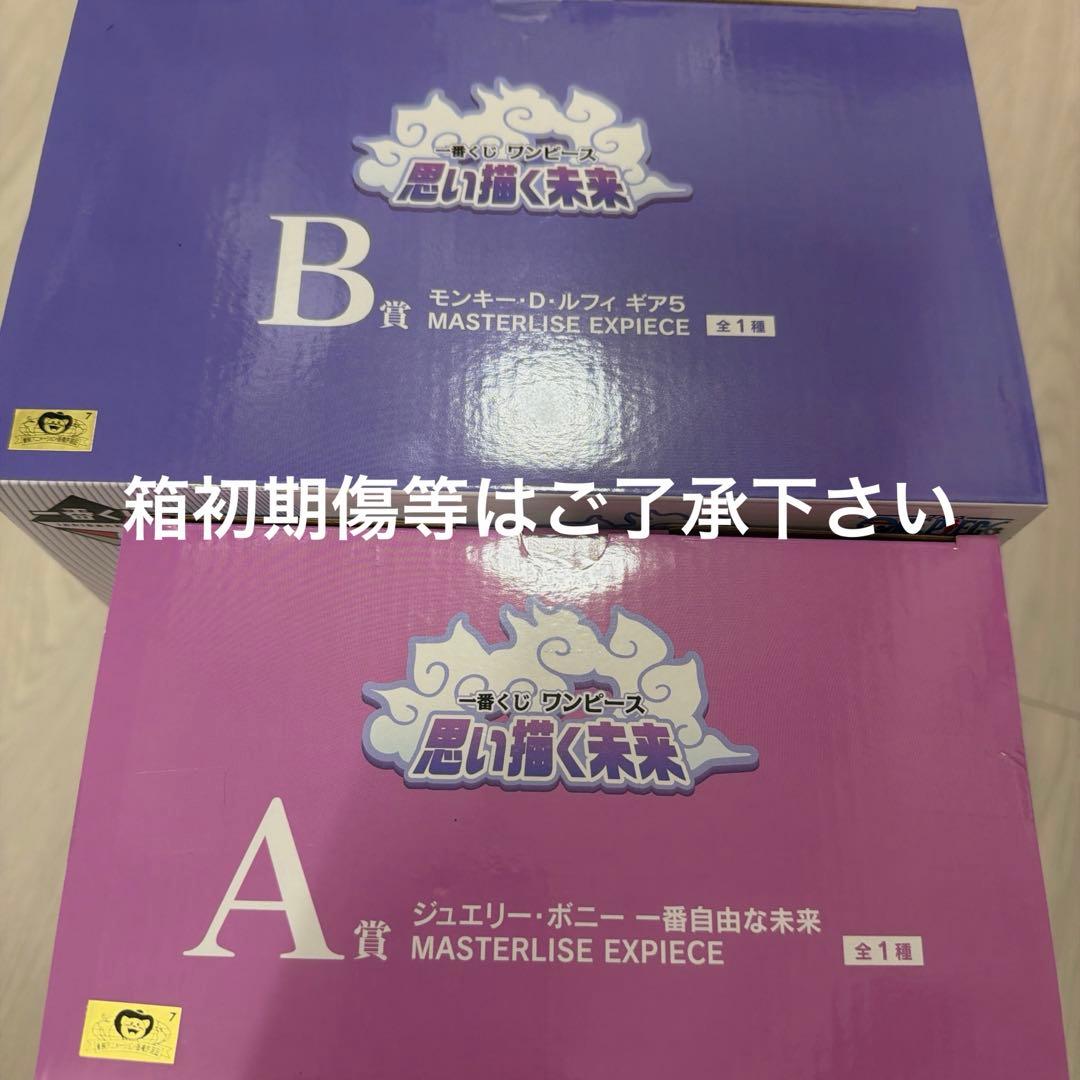 一番くじ ワンピース
思い描く未来
B賞
モンキー・D・ルフィ ギア5
MASTERLISE EXPIECE
全1種
7
箱初期傷等はご了承下さい
一番くじ ワンピース
思い描く未来
A賞
ジュエリー・ボニー 一番自由な未来
MASTERLISE EXPIECE
全1種
7